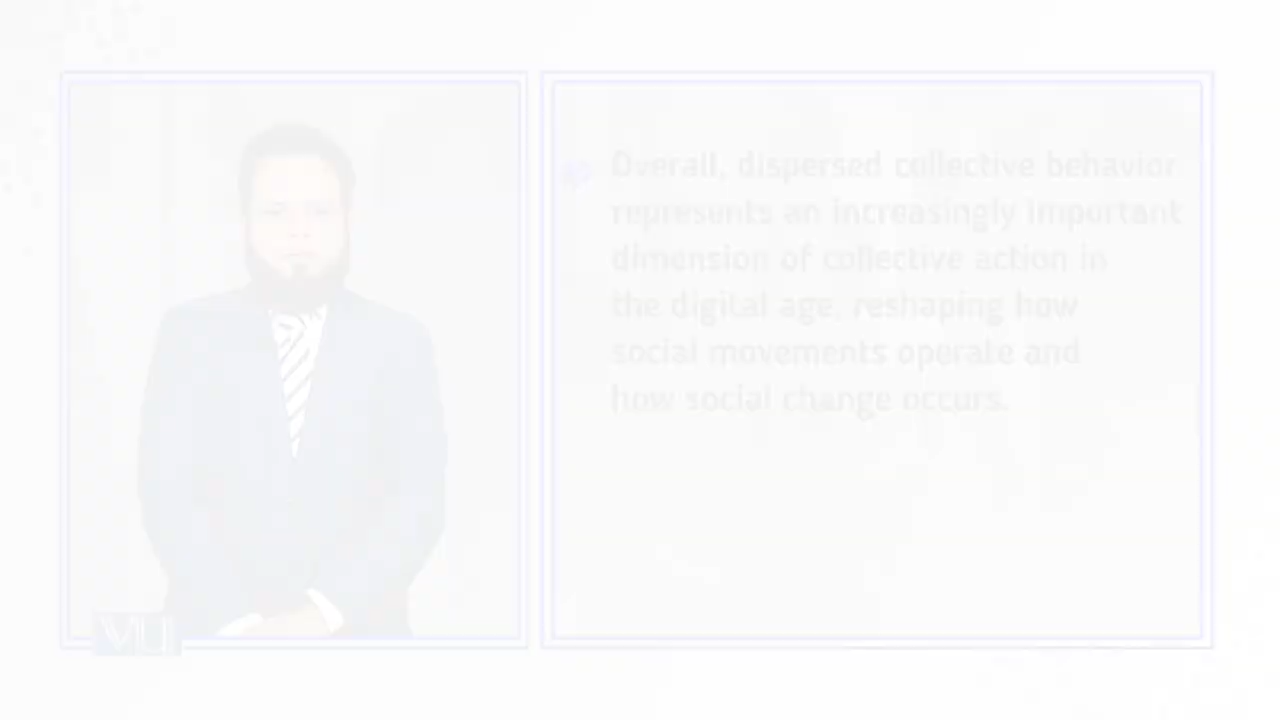 Overall, dispersed collective behavior
represents an increasingly important
dimension of collective action in
the digital age, reshaping how
social movements operate and
how social change occurs.
VU